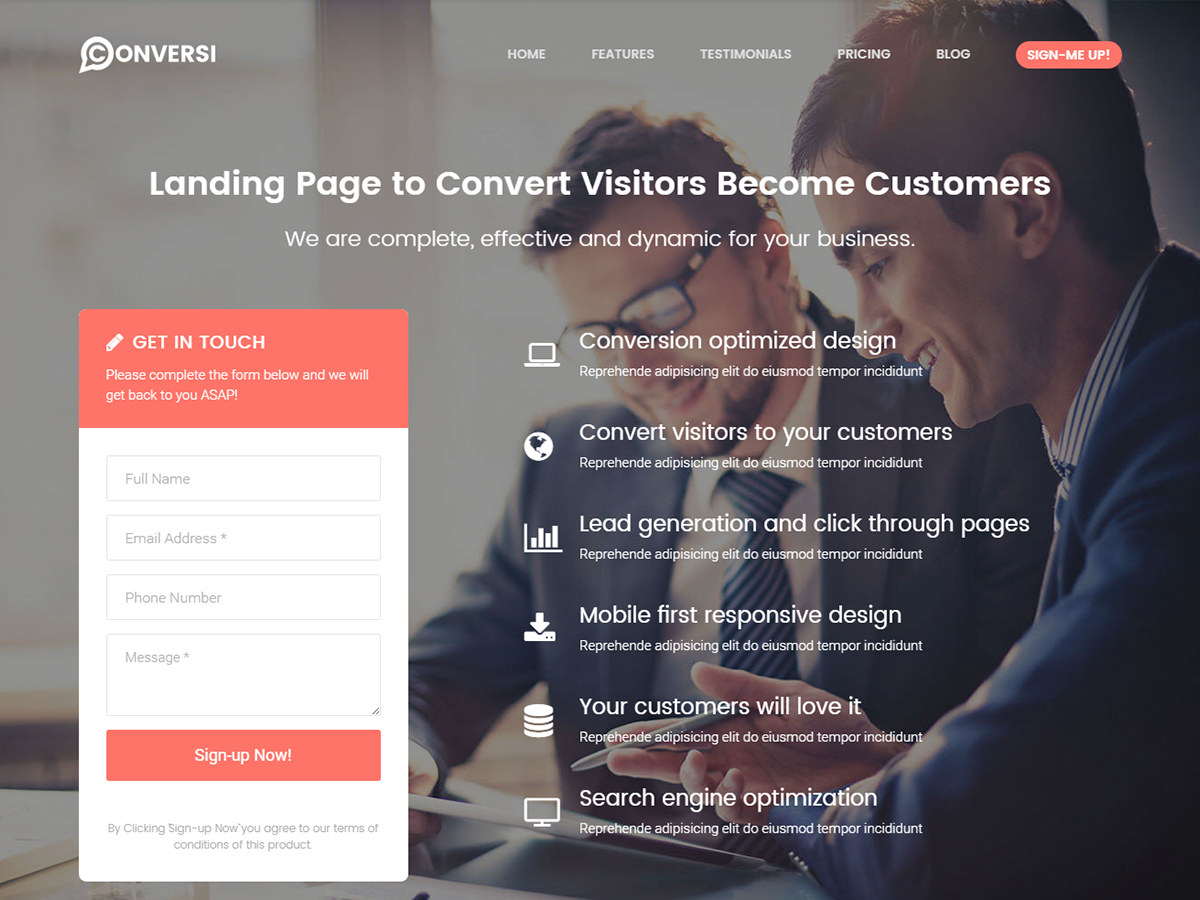 CONVERSI
HOME FEATURES TESTIMONIALS PRICING BLOG SIGN-ME UP!
Landing Page to Convert Visitors Become Customers
We are complete, effective and dynamic for your business.
GET IN TOUCH
Please complete the form below and we will
get back to you ASAP!
Full Name
Email Address *
Phone Number
Message *
Sign-up Now!
By Clicking `Sign-up Now`you agree to our terms of
conditions of this product.
Conversion optimized design
Reprehende adipisicing elit do eiusmod tempor incididunt
Convert visitors to your customers
Reprehende adipisicing elit do eiusmod tempor incididunt
Lead generation and click through pages
Reprehende adipisicing elit do eiusmod tempor incididunt
Mobile first responsive design
Reprehende adipisicing elit do eiusmod tempor incididunt
Your customers will love it
Reprehende adipisicing elit do eiusmod tempor incididunt
Search engine optimization
Reprehende adipisicing elit do eiusmod tempor incididunt